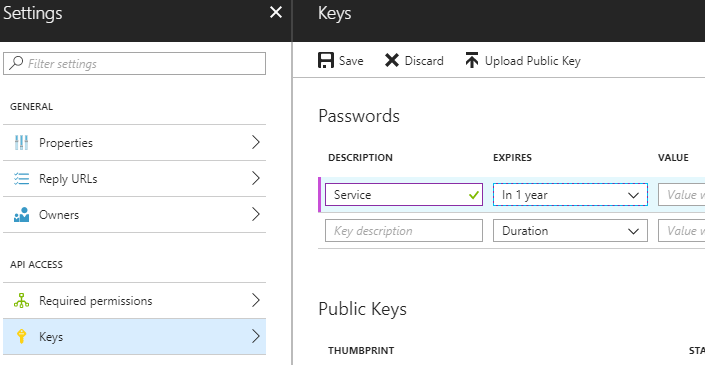 Settings
Filter settings
GENERAL
Properties
Reply URLs
Owners
API ACCESS
Required permissions
Keys
Keys
Save Discard Upload Public Key
Passwords
DESCRIPTION EXPIRES VALUE
Service In 1 year Value w
Key description Duration Value w
Public Keys
THUMBPRINT STA